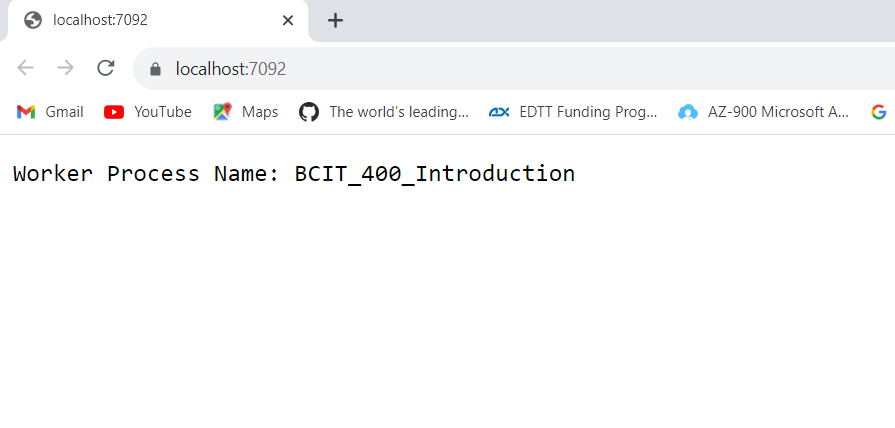 localhost:7092
localhost:7092
Gmail YouTube Maps The world's leading... EDTT Funding Prog... AZ-900 Microsoft A...
Worker Process Name: BCIT_400_Introduction